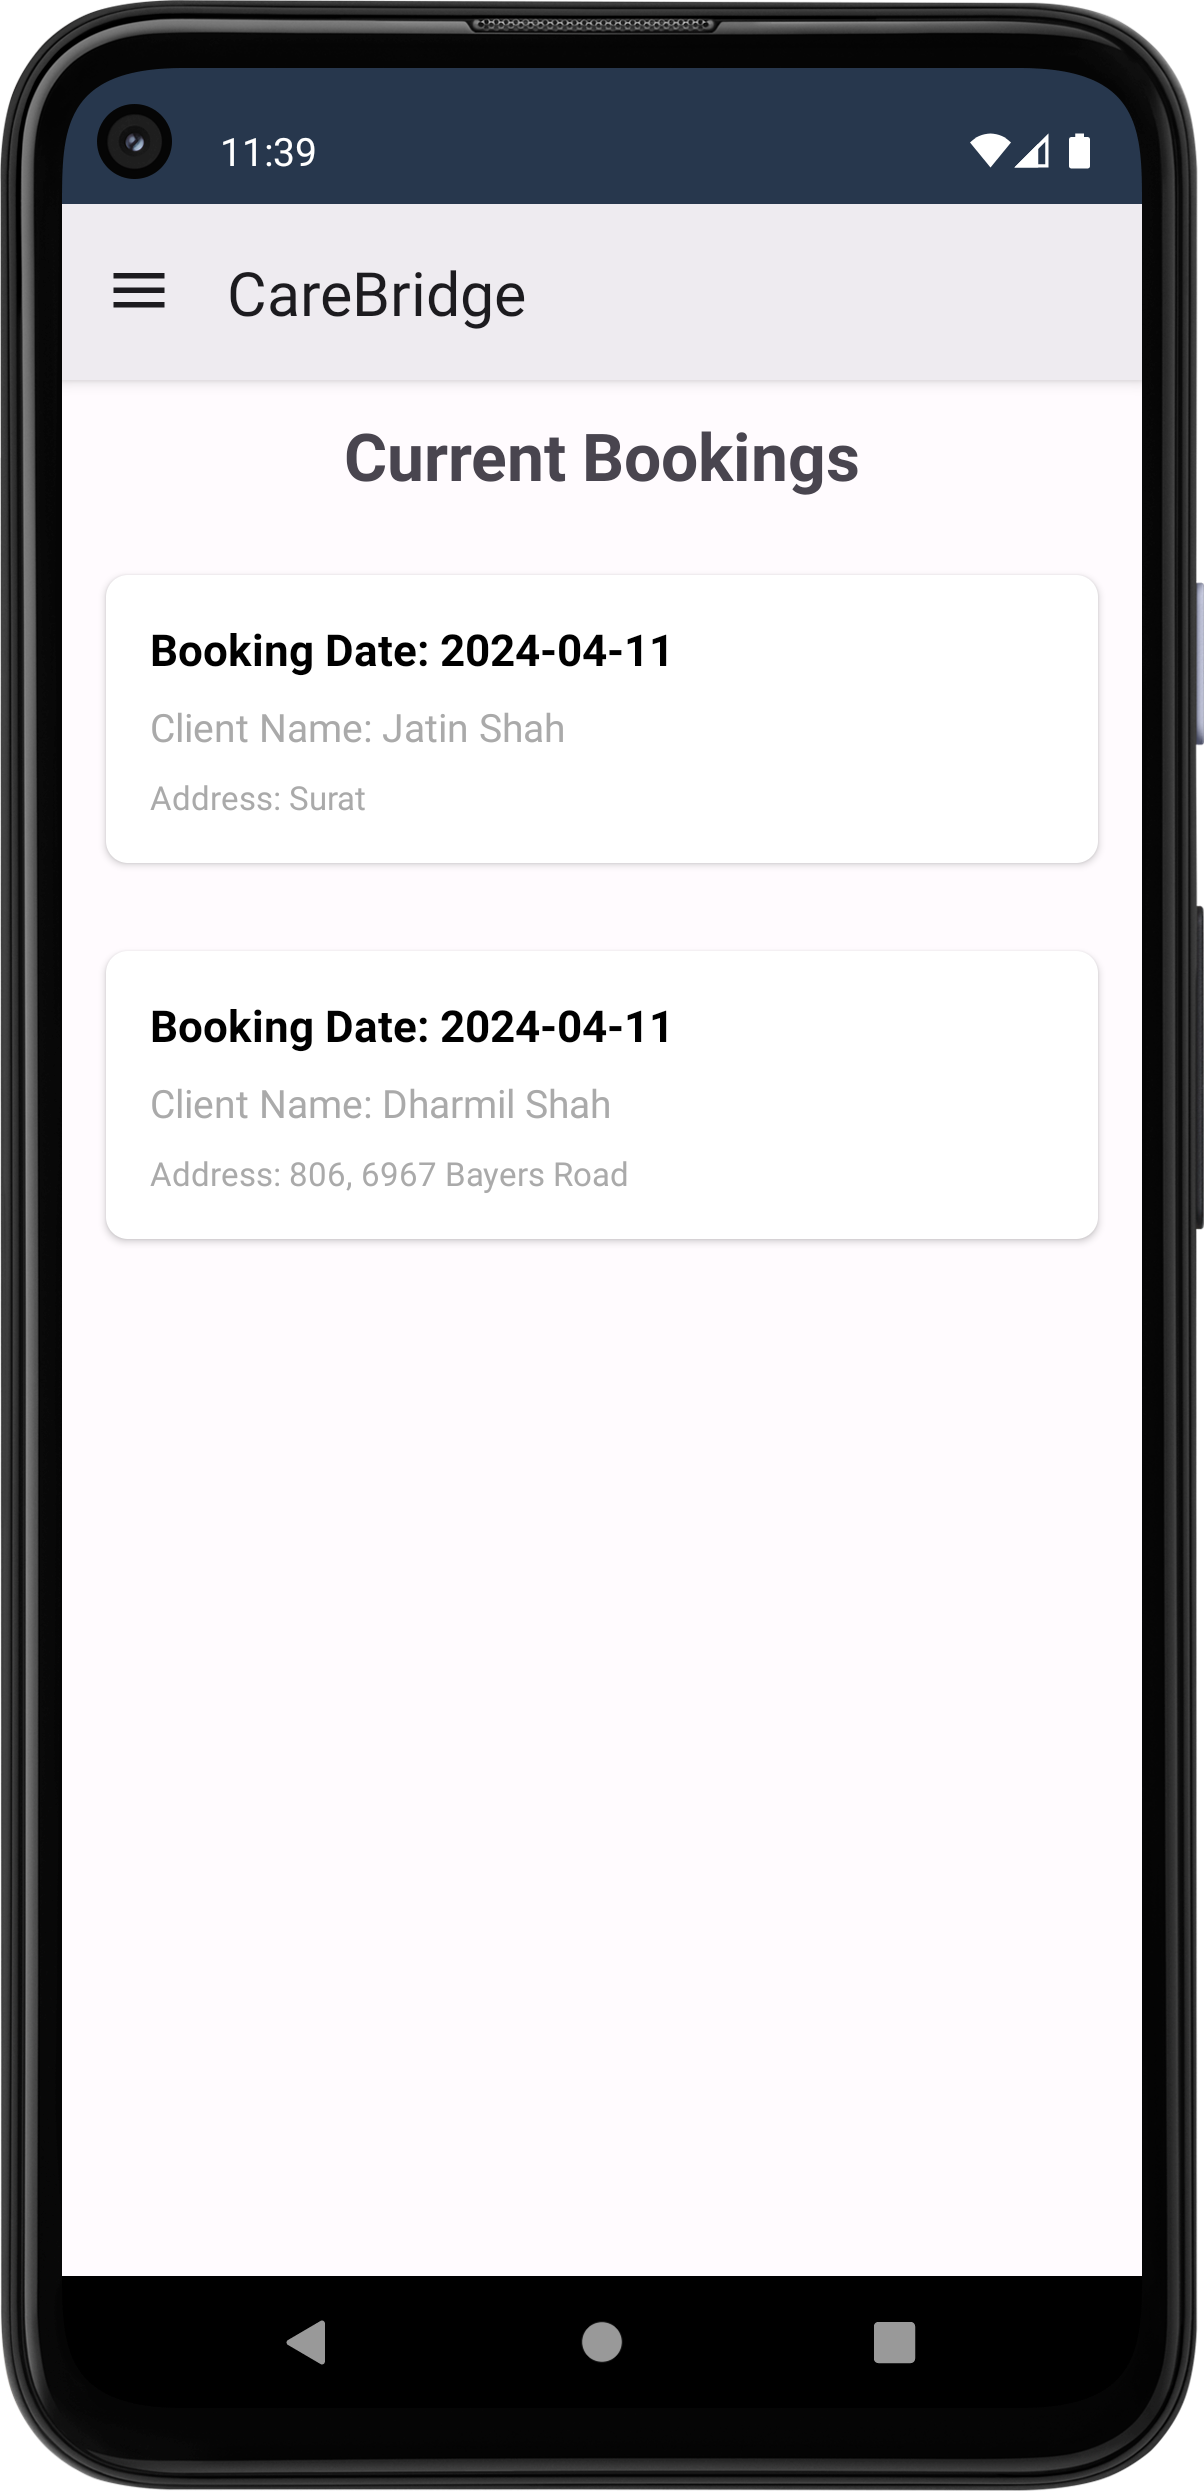 11:39
CareBridge
Current Bookings
Booking Date: 2024-04-11
Client Name: Jatin Shah
Address: Surat
Booking Date: 2024-04-11
Client Name: Dharmil Shah
Address: 806, 6967 Bayers Road